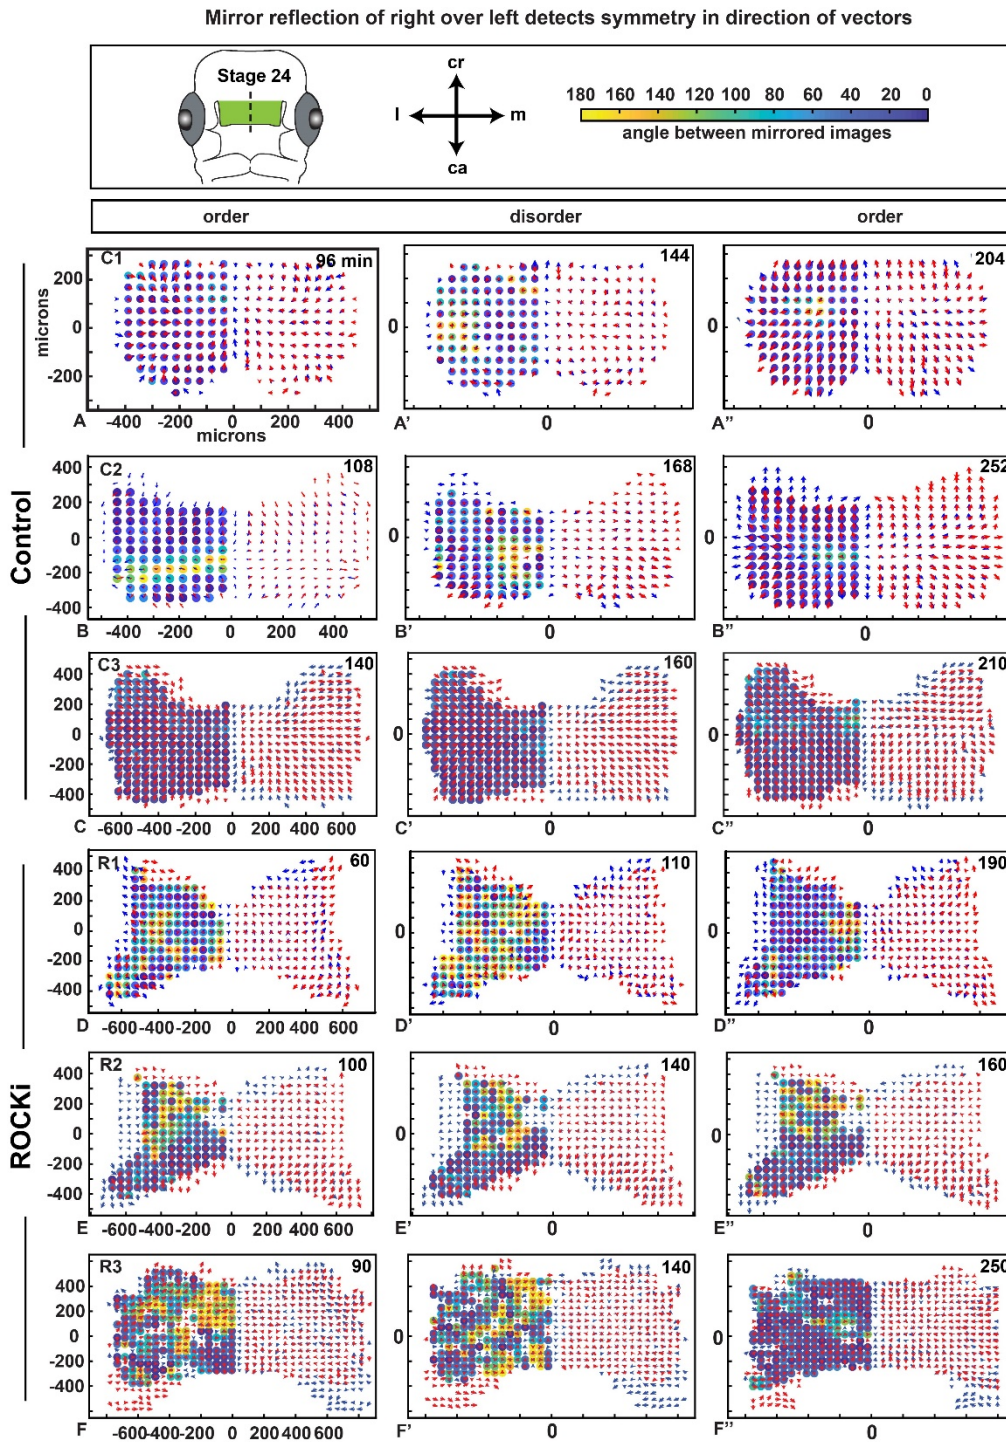 Mirror reflection of right over left detects symmetry in direction of vectors
Stage 24
cr
l m
ca
180 160 140 120 100 80 60 40 20 0
angle between mirrored images
order disorder order
Control
ROCKi
C1 96 min
microns
200
0
-200
A -400 -200 0 200 400
microns
144
0
A' 0
204
0
A'' 0
C2 108
400
200
0
-200
-400
B -400 -200 0 200 400
168
0
B' 0
252
0
B'' 0
C3 140
400
200
0
-200
-400
C -600 -400 -200 0 200 400 600
160
0
C' 0
210
0
C'' 0
R1 60
400
200
0
-200
-400
D -600 -400 -200 0 200 400 600
110
0
D' 0
190
0
D'' 0
R2 100
400
200
0
-200
-400
E -600 -400 -200 0 200 400 600
140
0
E' 0
160
0
E'' 0
R3 90
400
200
0
-200
-400
F -600 -400 -200 0 200 400 600
140
0
F' 0
250
0
F'' 0